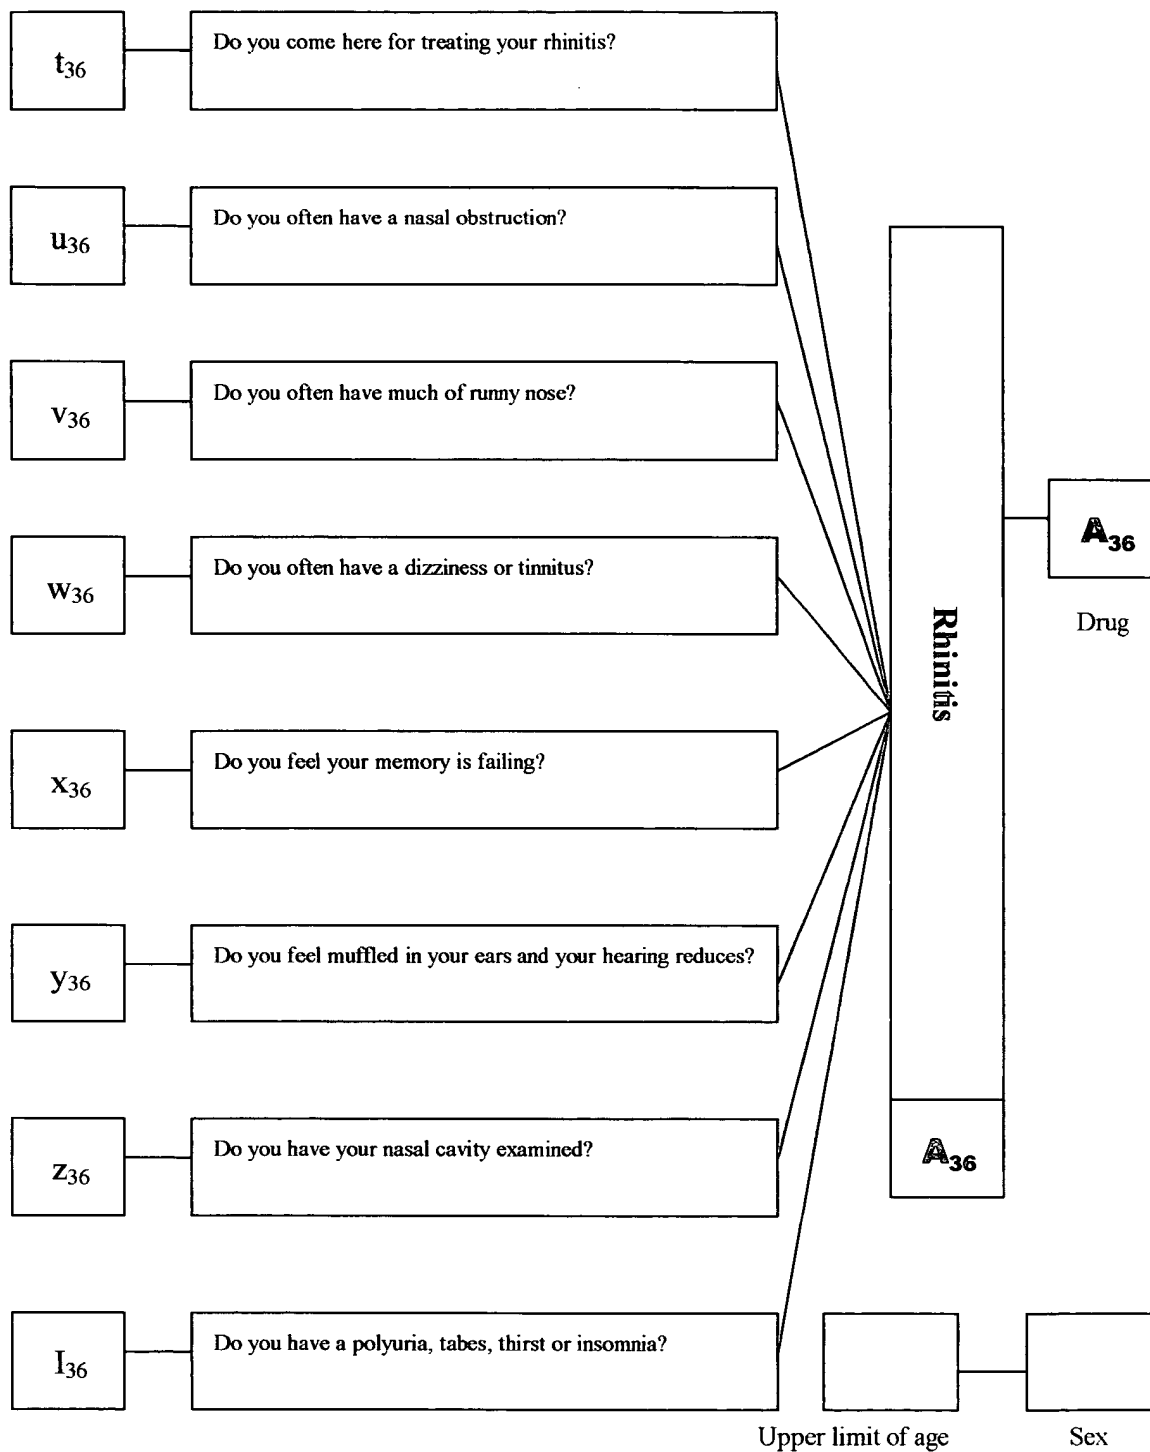 t36
Do you come here for treating your rhinitis?
u36
Do you often have a nasal obstruction?
v36
Do you often have much of runny nose?
w36
Do you often have a dizziness or tinnitus?
x36
Do you feel your memory is failing?
y36
Do you feel muffled in your ears and your hearing reduces?
z36
Do you have your nasal cavity examined?
I36
Do you have a polyuria, tabes, thirst or insomnia?
Rhinitis
A36
A36
Drug
Upper limit of age
Sex